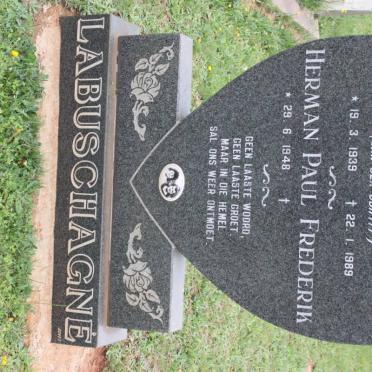 * 19. 3. 1939 † 22. 1. 1989
HERMAN PAUL FREDERIK
* 29. 6. 1948 †
GEEN LAASTE WOORD,
GEEN LAASTE GROET
MAAR IN DIE HEMEL
SAL ONS WEER ONTMOET.
LABUSCHAGNÉ